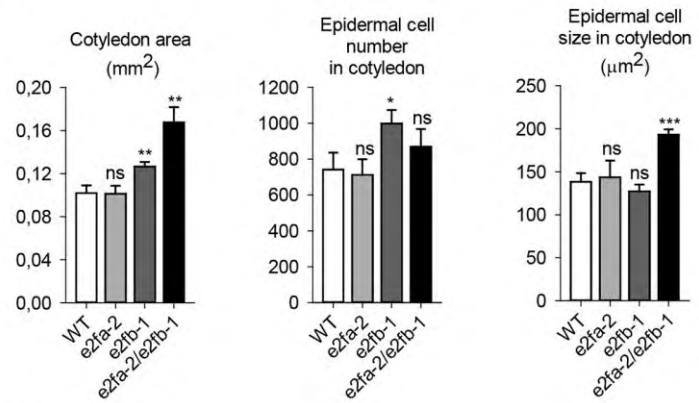 Cotyledon area
(mm²)
0,20
0,16
0,12
0,08
0,04
0,00
ns
**
**
WT
e2fa-2
e2fb-1
e2fa-2/e2fb-1
Epidermal cell
number
in cotyledon
1200
1000
800
600
400
200
0
ns
*
ns
WT
e2fa-2
e2fb-1
e2fa-2/e2fb-1
Epidermal cell
size in cotyledon
(µm²)
250
200
150
100
50
0
ns
ns
***
WT
e2fa-2
e2fb-1
e2fa-2/e2fb-1